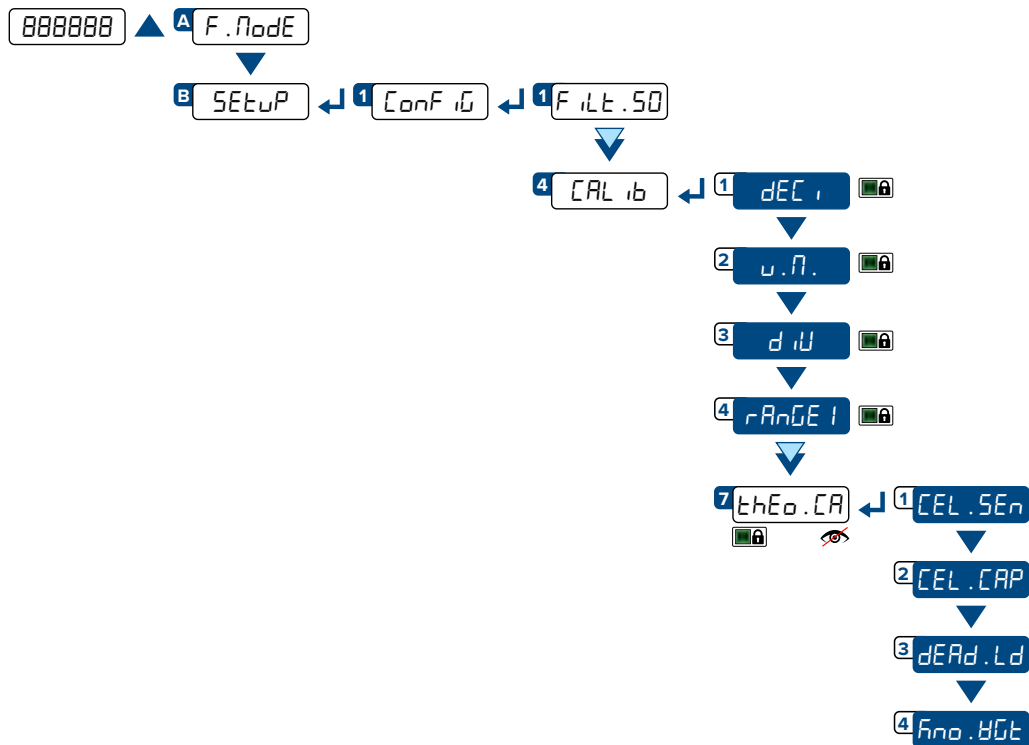 888888 A F.ModE
B SEtuP 1 ConFiG 1 FiLt.50
4 CALib 1 dECi
2 u.M.
3 diV
4 rAnGE1
7 thEo.CA 1 CEL.SEn
2 CEL.CAP
3 dEAd.Ld
4 kno.WGt